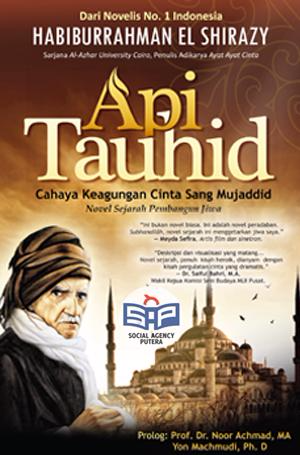 Dari Novelis No. 1 Indonesia
HABIBURRAHMAN EL SHIRAZY
Sarjana Al-Azhar University Cairo, Penulis Adikarya Ayat Ayat Cinta
Api
Tauhid
Cahaya Keagungan Cinta Sang Mujaddid
Novel Sejarah Pembangun Jiwa
"Ini bukan novel biasa. Ini adalah novel peradaban.
Subhanallâh, novel sejarah ini menggetarkan jiwa saya."
— Meyda Sefira, Artis film dan sinetron.
"Deskripsi dan visualisasi yang matang...
Novel sejarah, penuh kisah heroik, dianyam dengan
kisah pergulatan cinta yang dramatis."
— Dr. Saiful Bahri, M.A.
Wakil Ketua Komisi Seni Budaya MUI Pusat.
SAP
SOCIAL AGENCY
PUTERA
Prolog: Prof. Dr. Noor Achmad, MA
Yon Machmudi, Ph. D